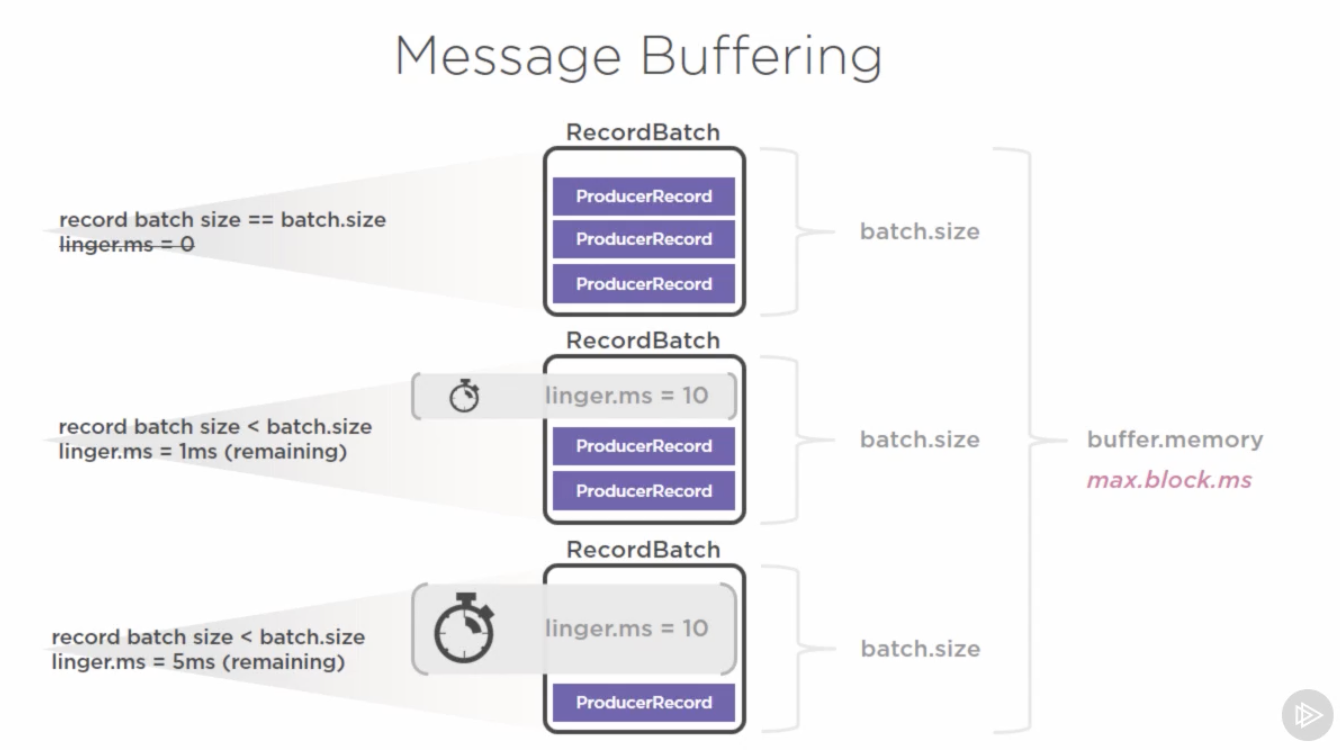 Message Buffering
RecordBatch
ProducerRecord
ProducerRecord
ProducerRecord
record batch size == batch.size
linger.ms = 0
batch.size
RecordBatch
linger.ms = 10
ProducerRecord
ProducerRecord
record batch size < batch.size
linger.ms = 1ms (remaining)
batch.size
buffer.memory
max.block.ms
RecordBatch
linger.ms = 10
ProducerRecord
record batch size < batch.size
linger.ms = 5ms (remaining)
batch.size